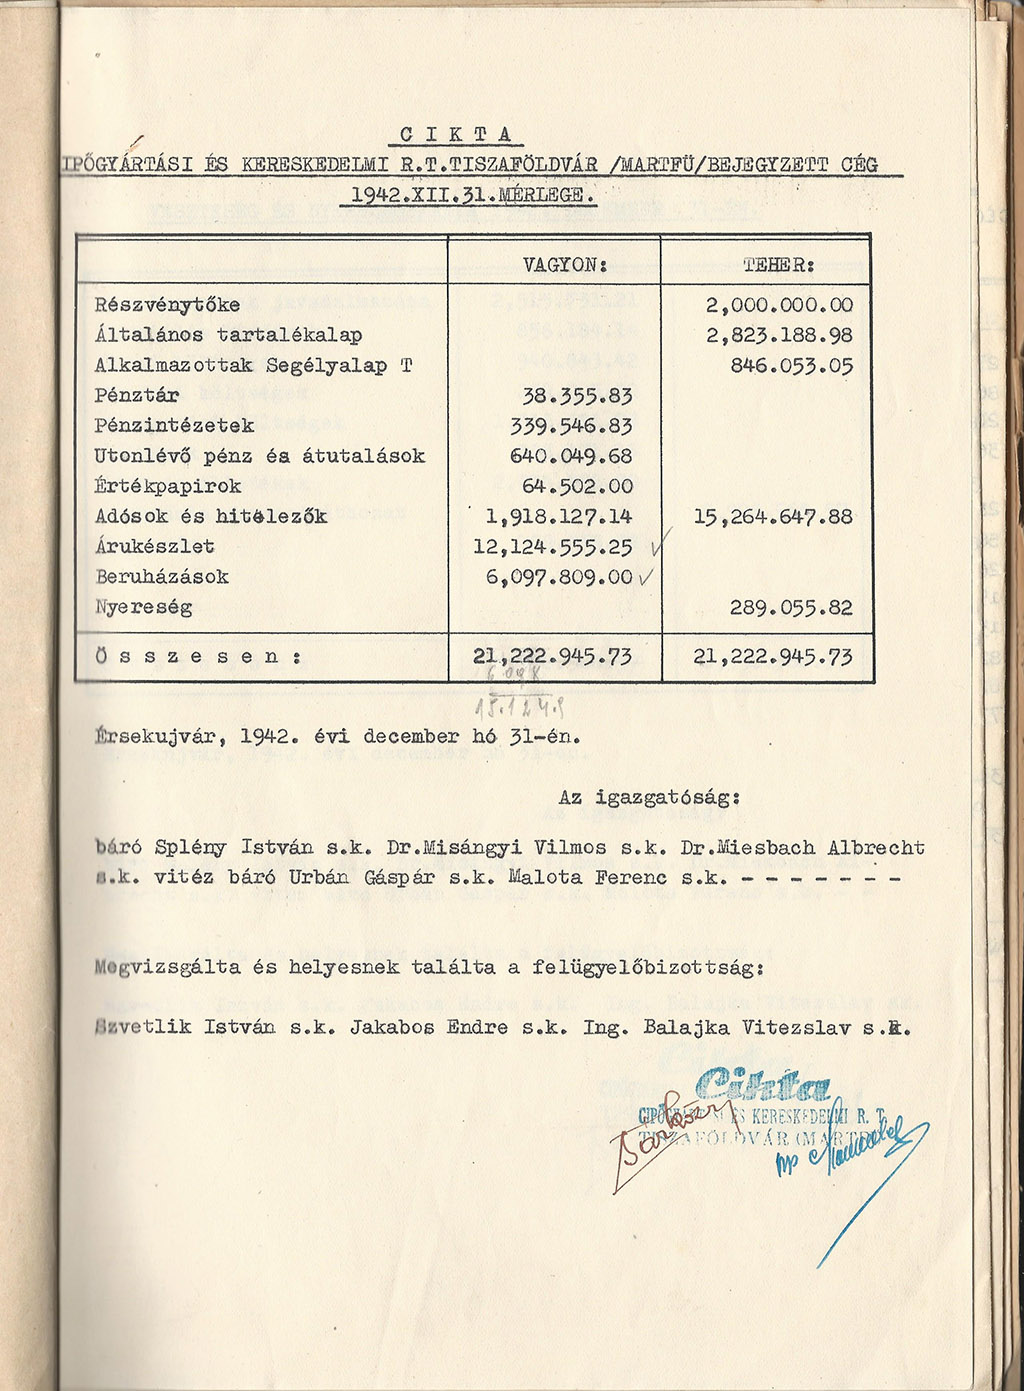 C I K T A
IPŐGYÁRTÁSI ÉS KERESKEDELMI R.T.TISZAFÖLDVÁR /MARTFÜ/BEJEGYZETT CÉG
1942.XII.31.MÉRLEGE.
VAGYON: TEHER:
Részvénytőke 2,000.000.00
Általános tartalékalap 2,823.188.98
Alkalmazottak Segélyalap T 846.053.05
Pénztár 38.355.83
Pénzintézetek 339.546.83
Utonlévő pénz és átutalások 640.049.68
Értékpapirok 64.502.00
Adósok és hitelezők 1,918.127.14 15,264.647.88
Árukészlet 12,124.555.25 √
Beruházások 6,097.809.00 √
Nyereség 289.055.82
Ö s s z e s e n : 21,222.945.73 21,222.945.73
15.124.9
Érsekujvár, 1942. évi december hó 31-én.
Az igazgatóság:
báró Splény István s.k. Dr.Misángyi Vilmos s.k. Dr.Miesbach Albrecht
s.k. vitéz báró Urbán Gáspár s.k. Malota Ferenc s.k. - - - - - - -
Megvizsgálta és helyesnek találta a felügyelőbizottság:
Szvetlik István s.k. Jakabos Endre s.k. Ing. Balajka Vitezslav s.k.
Cikta
CIPŐGYÁRTÁSI ÉS KERESKEDELMI R. T.
TISZAFÖLDVÁR (MARTFÜ)